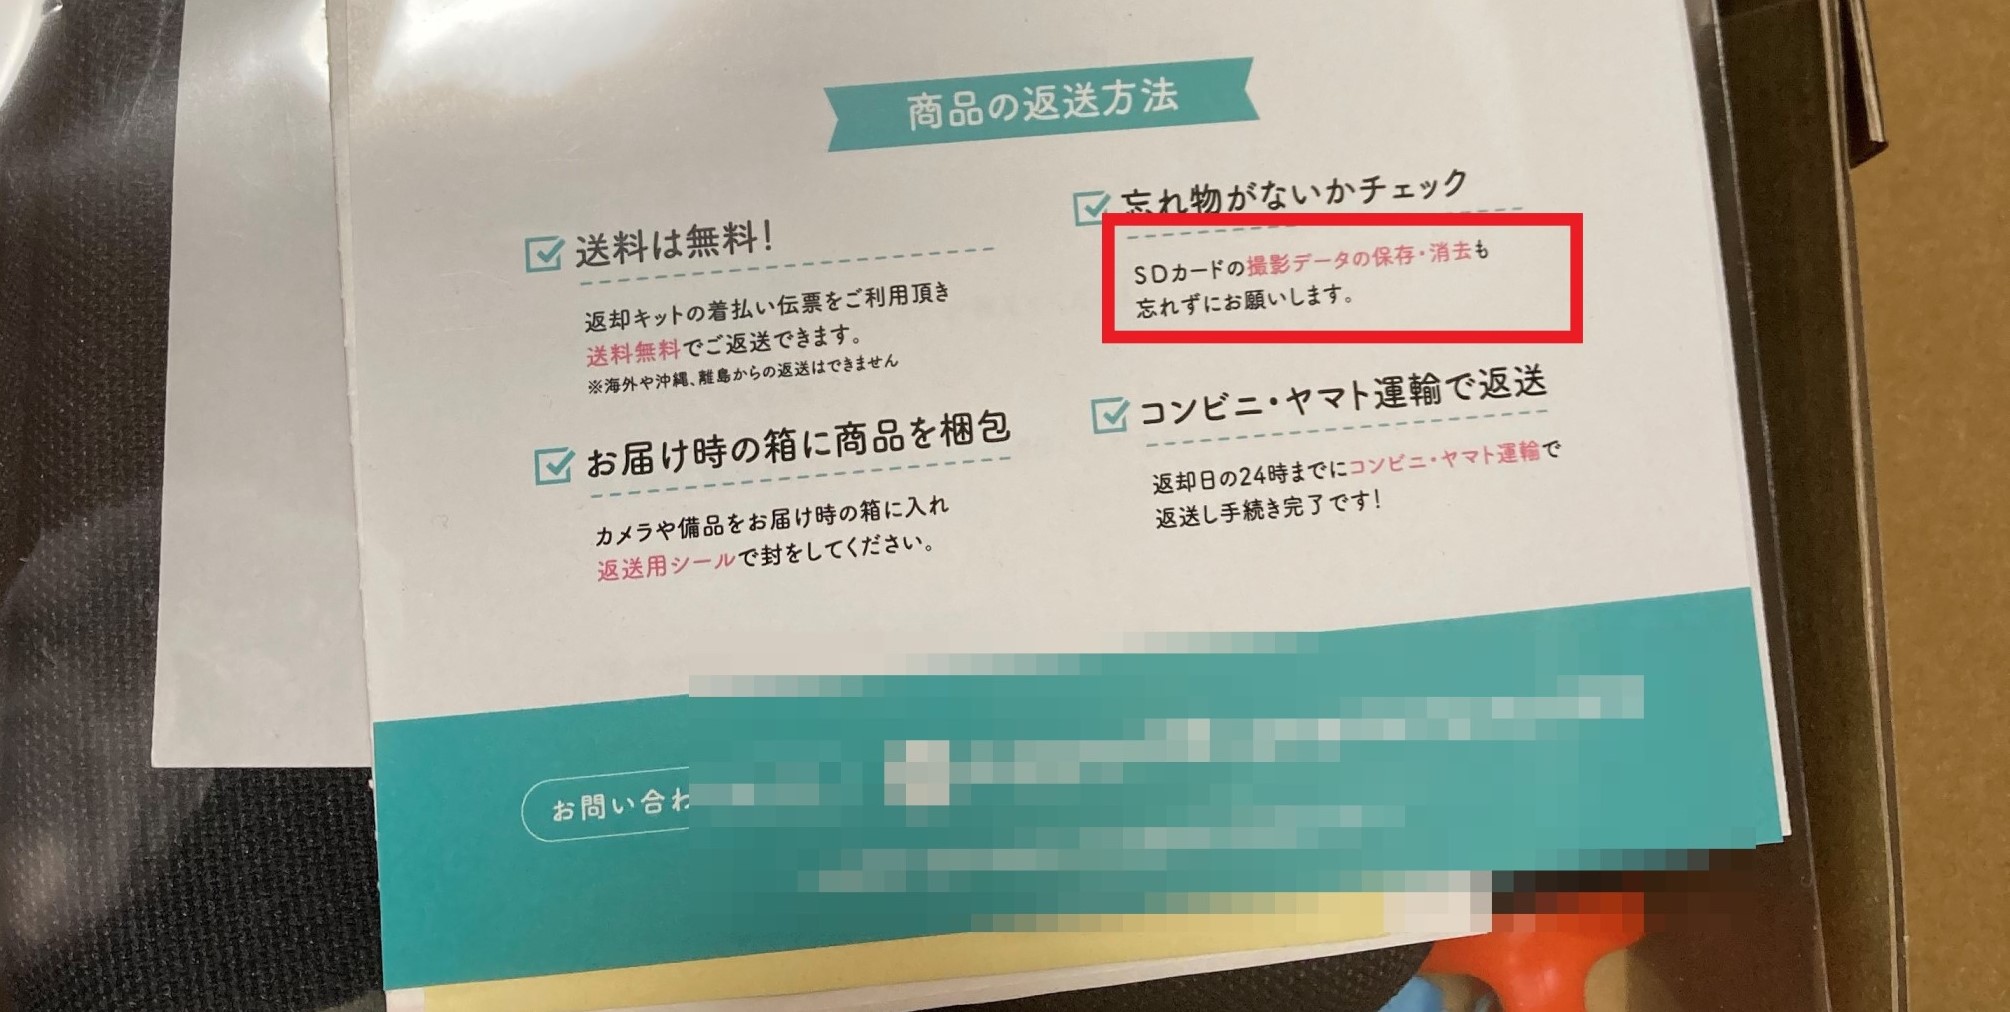 商品の返送方法
送料は無料!
返却キットの着払い伝票をご利用頂き
送料無料でご返送できます。
※海外や沖縄、離島からの返送はできません
お届け時の箱に商品を梱包
カメラや備品をお届け時の箱に入れ
返送用シールで封をしてください。
忘れ物がないかチェック
SDカードの撮影データの保存・消去も
忘れずにお願いします。
コンビニ・ヤマト運輸で返送
返却日の24時までにコンビニ・ヤマト運輸で
返送し手続き完了です!
お問い合わ